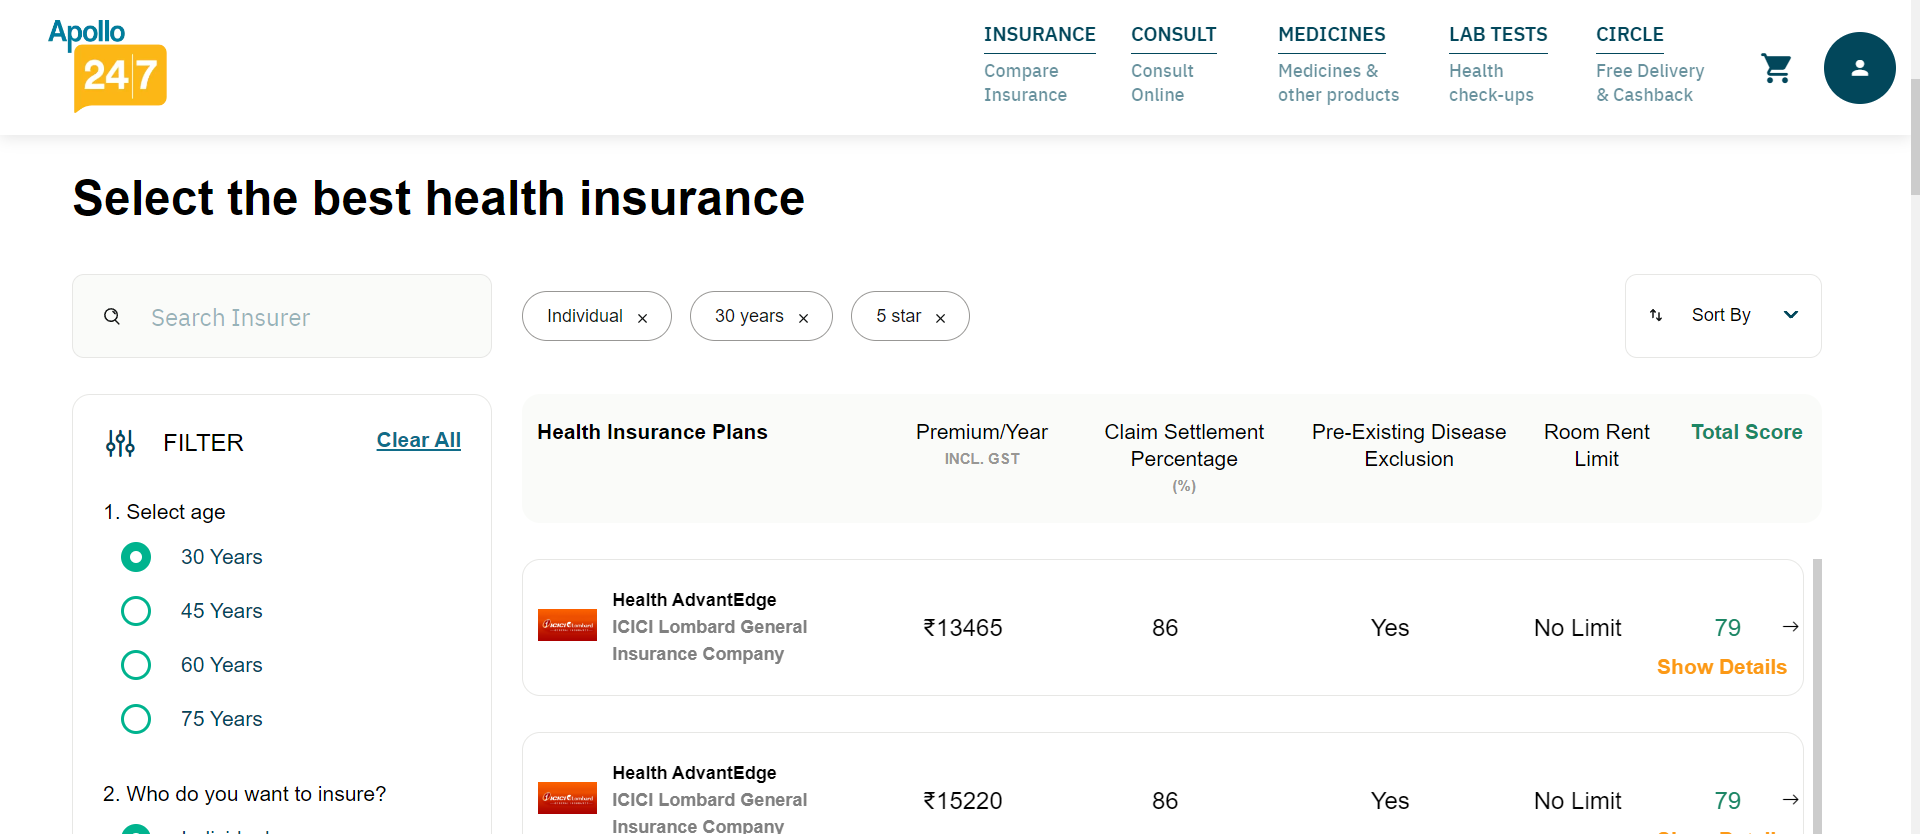 Apollo
24|7
INSURANCE
Compare
Insurance
CONSULT
Consult
Online
MEDICINES
Medicines &
other products
LAB TESTS
Health
check-ups
CIRCLE
Free Delivery
& Cashback
Select the best health insurance
Search Insurer
Individual ×
30 years ×
5 star ×
Sort By
FILTER
Clear All
1. Select age
30 Years
45 Years
60 Years
75 Years
2. Who do you want to insure?
Health Insurance Plans
Premium/Year
INCL. GST
Claim Settlement
Percentage
(%)
Pre-Existing Disease
Exclusion
Room Rent
Limit
Total Score
ICICI Lombard
Health AdvantEdge
ICICI Lombard General
Insurance Company
₹13465
86
Yes
No Limit
79
Show Details
ICICI Lombard
Health AdvantEdge
ICICI Lombard General
Insurance Company
₹15220
86
Yes
No Limit
79